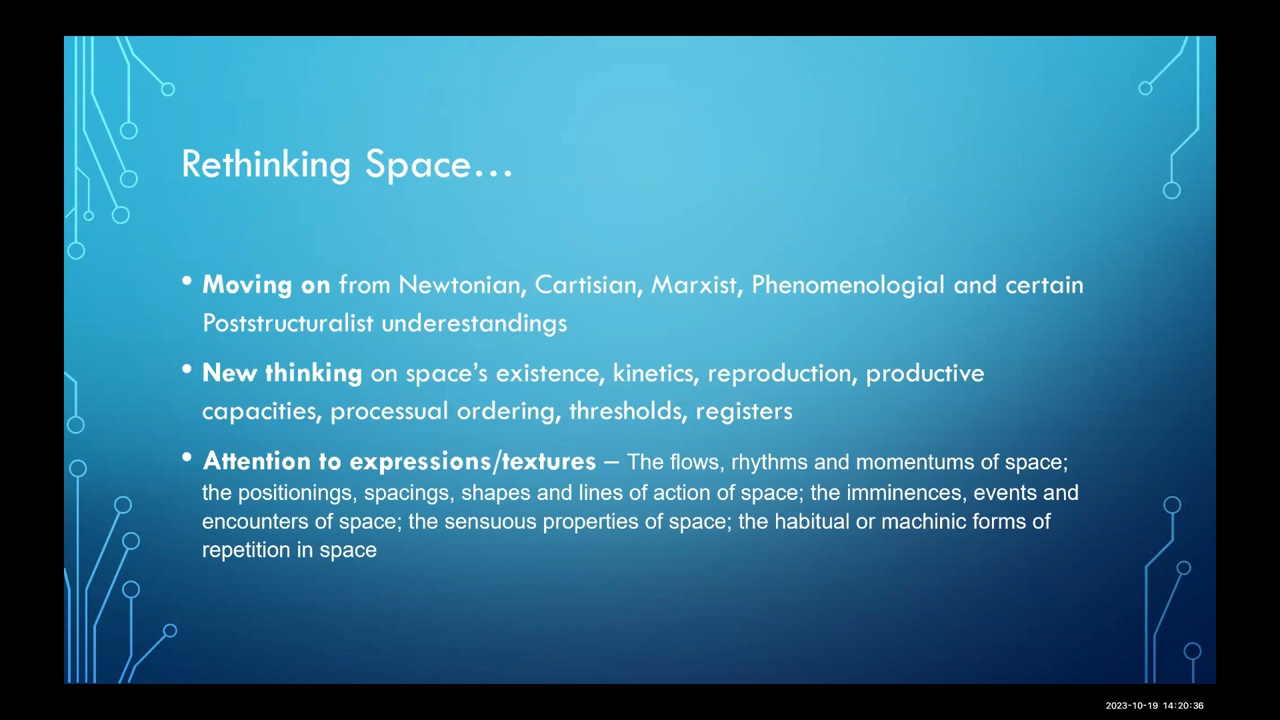 Rethinking Space...
• Moving on from Newtonian, Cartisian, Marxist, Phenomenologial and certain
Poststructuralist underestandings
• New thinking on space's existence, kinetics, reproduction, productive
capacities, processual ordering, thresholds, registers
• Attention to expressions/textures – The flows, rhythms and momentums of space;
the positionings, spacings, shapes and lines of action of space; the imminences, events and
encounters of space; the sensuous properties of space; the habitual or machinic forms of
repetition in space
2023-10-19 14:20:36